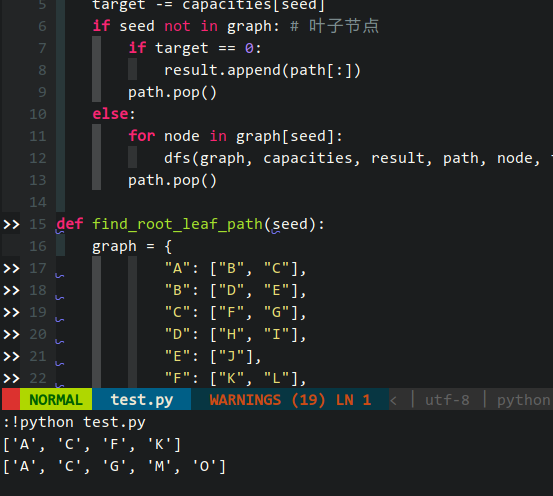 5 target -= capacities[seed]
6 if seed not in graph: # 叶子节点
7 if target == 0:
8 result.append(path[:])
9 path.pop()
10 else:
11 for node in graph[seed]:
12 dfs(graph, capacities, result, path, node,
13 path.pop()
14
>> 15 def find_root_leaf_path(seed):
16 graph = {
>> 17 "A": ["B", "C"],
>> 18 "B": ["D", "E"],
>> 19 "C": ["F", "G"],
>> 20 "D": ["H", "I"],
>> 21 "E": ["J"],
>> 22 "F": ["K", "L"],
NORMAL test.py WARNINGS (19) LN 1 < | utf-8 | python
:!python test.py
['A', 'C', 'F', 'K']
['A', 'C', 'G', 'M', 'O']